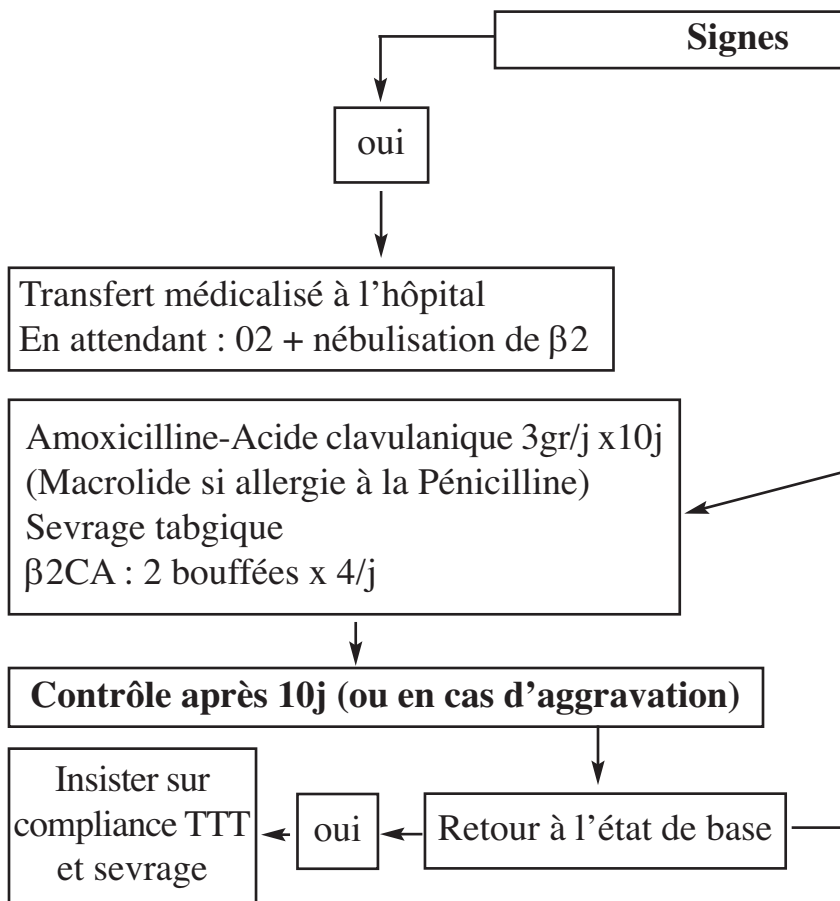 Signes
oui
Transfert médicalisé à l’hôpital
En attendant : 02 + nébulisation de β2
Amoxicilline-Acide clavulanique 3gr/j x10j
(Macrolide si allergie à la Pénicilline)
Sevrage tabgique
β2CA : 2 bouffées x 4/j
Contrôle après 10j (ou en cas d'aggravation)
Insister sur
compliance TTT
et sevrage
oui
Retour à l’état de base